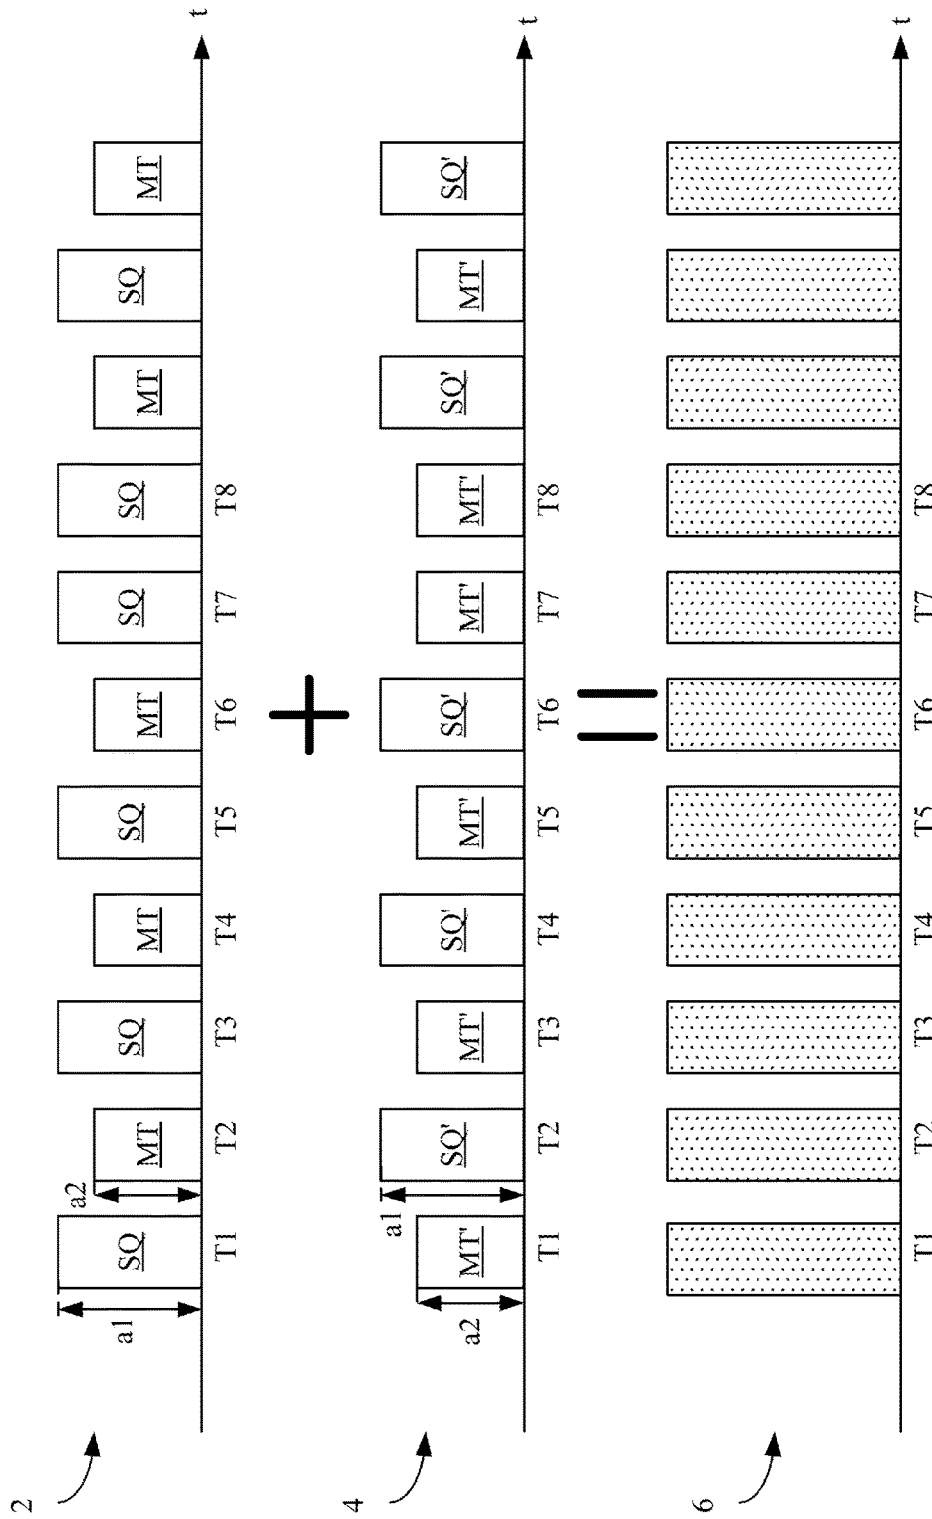 2
a2
a1
SQ MT SQ MT SQ MT SQ SQ MT SQ MT
t
T1 T2 T3 T4 T5 T6 T7 T8
+
4
a1
a2
MT' SQ' MT' SQ' MT' SQ' MT' MT' SQ' MT' SQ'
t
T1 T2 T3 T4 T5 T6 T7 T8
=
6
t
T1 T2 T3 T4 T5 T6 T7 T8